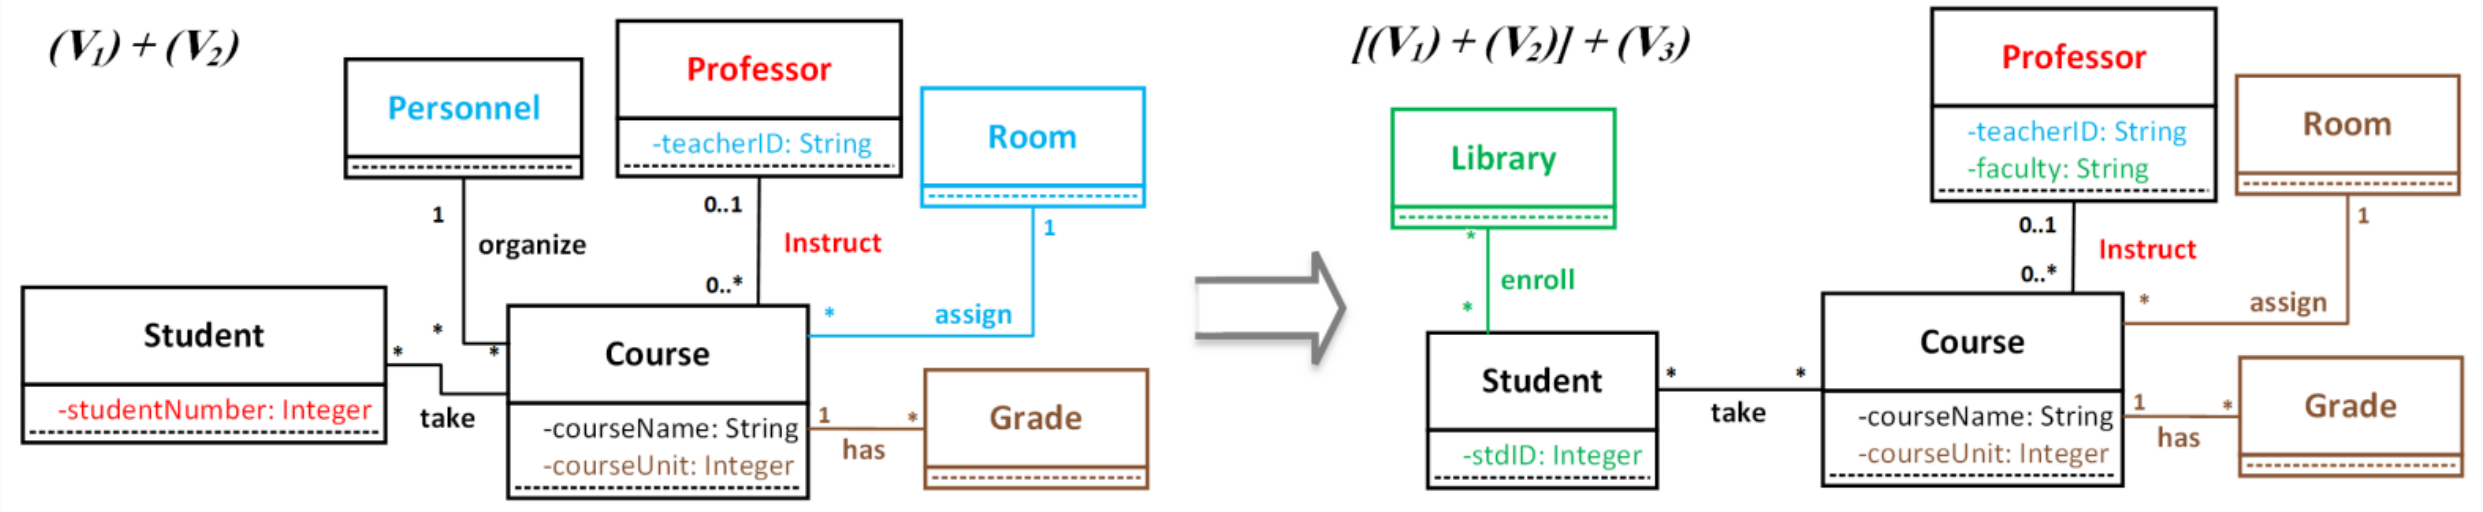 (V1) + (V2)
Personnel
Professor
-teacherID: String
Room
1
organize
0..1
Instruct
0..*
1
*
assign
Student
-studentNumber: Integer
*
*
*
take
Course
-courseName: String
-courseUnit: Integer
1
*
has
Grade
[(V1) + (V2)] + (V3)
Library
*
enroll
*
Professor
-teacherID: String
-faculty: String
Room
0..1
Instruct
0..*
1
*
assign
Student
-stdID: Integer
*
*
take
Course
-courseName: String
-courseUnit: Integer
1
*
has
Grade